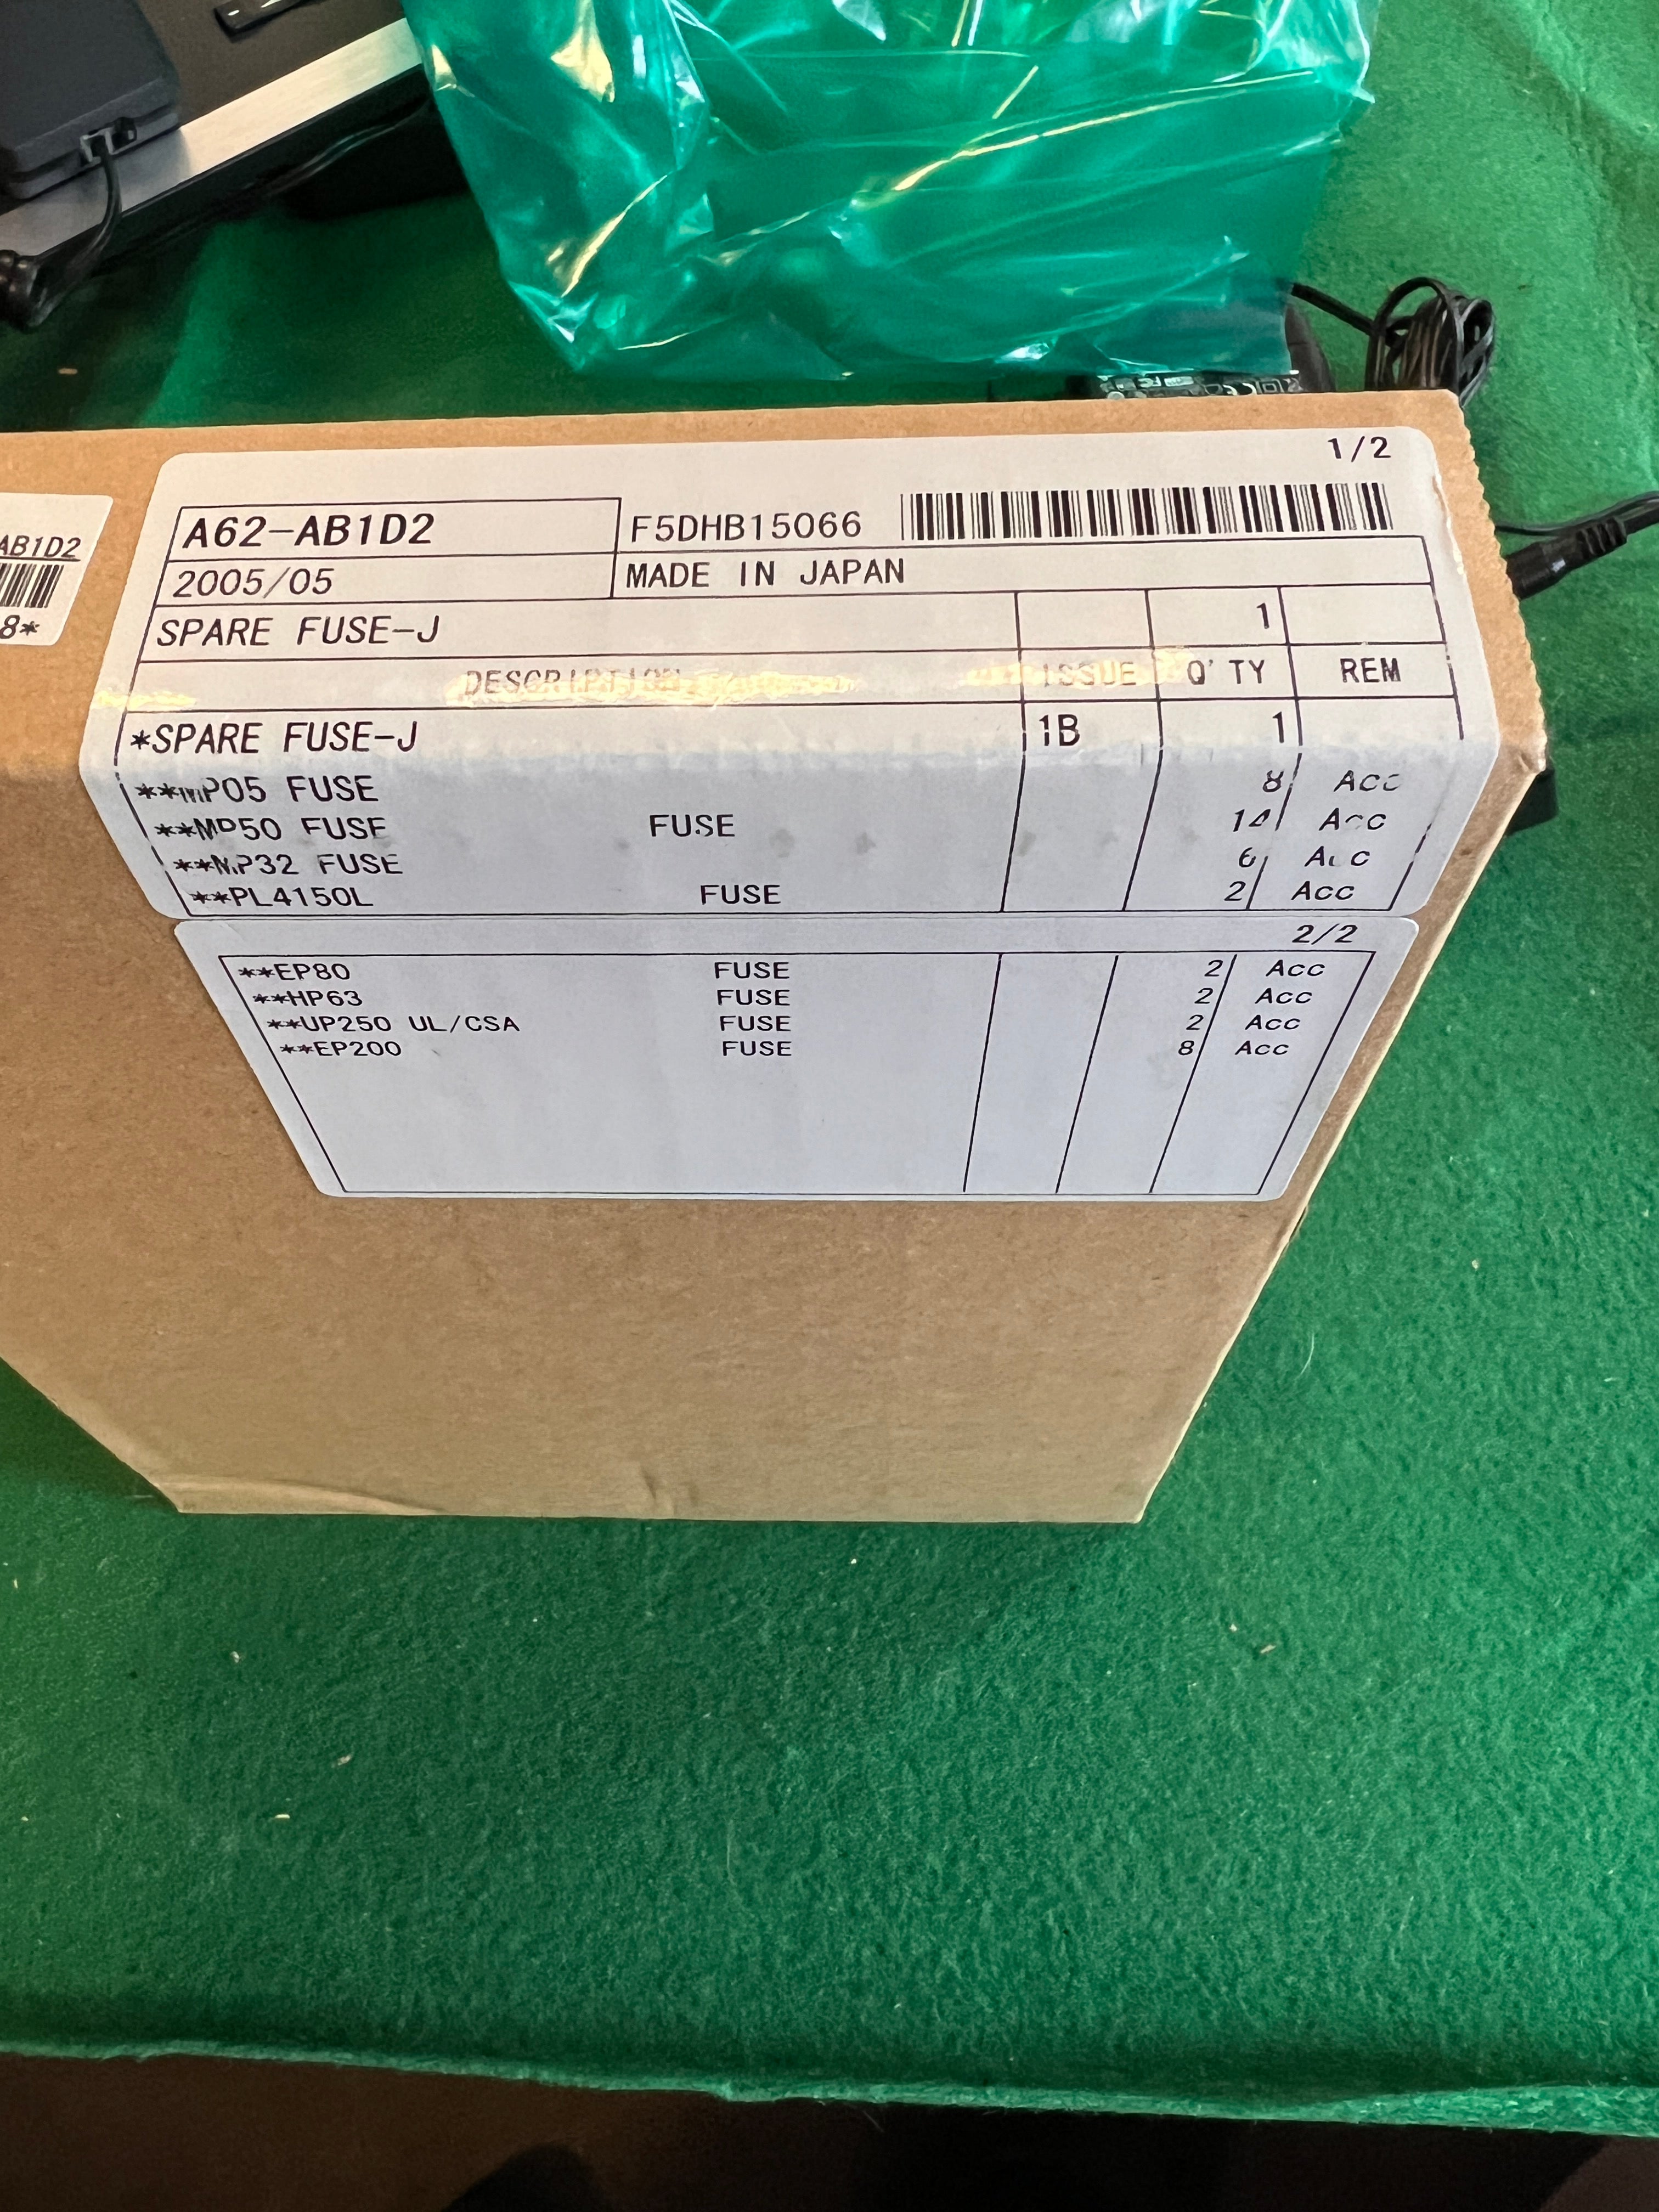 1/2
A62-AB1D2
F5DHB15066
2005/05
MADE IN JAPAN
SPARE FUSE-J 1
DESCRIPTION ISSUE Q'TY REM
*SPARE FUSE-J 1B 1
**MP05 FUSE 8 Acc
**MP50 FUSE FUSE 14 Acc
**MP32 FUSE 6 Acc
**PL4150L FUSE 2 Acc
2/2
**EP80 FUSE 2 Acc
**HP63 FUSE 2 Acc
**UP250 UL/CSA FUSE 2 Acc
**EP200 FUSE 8 Acc
AB1D2
8*